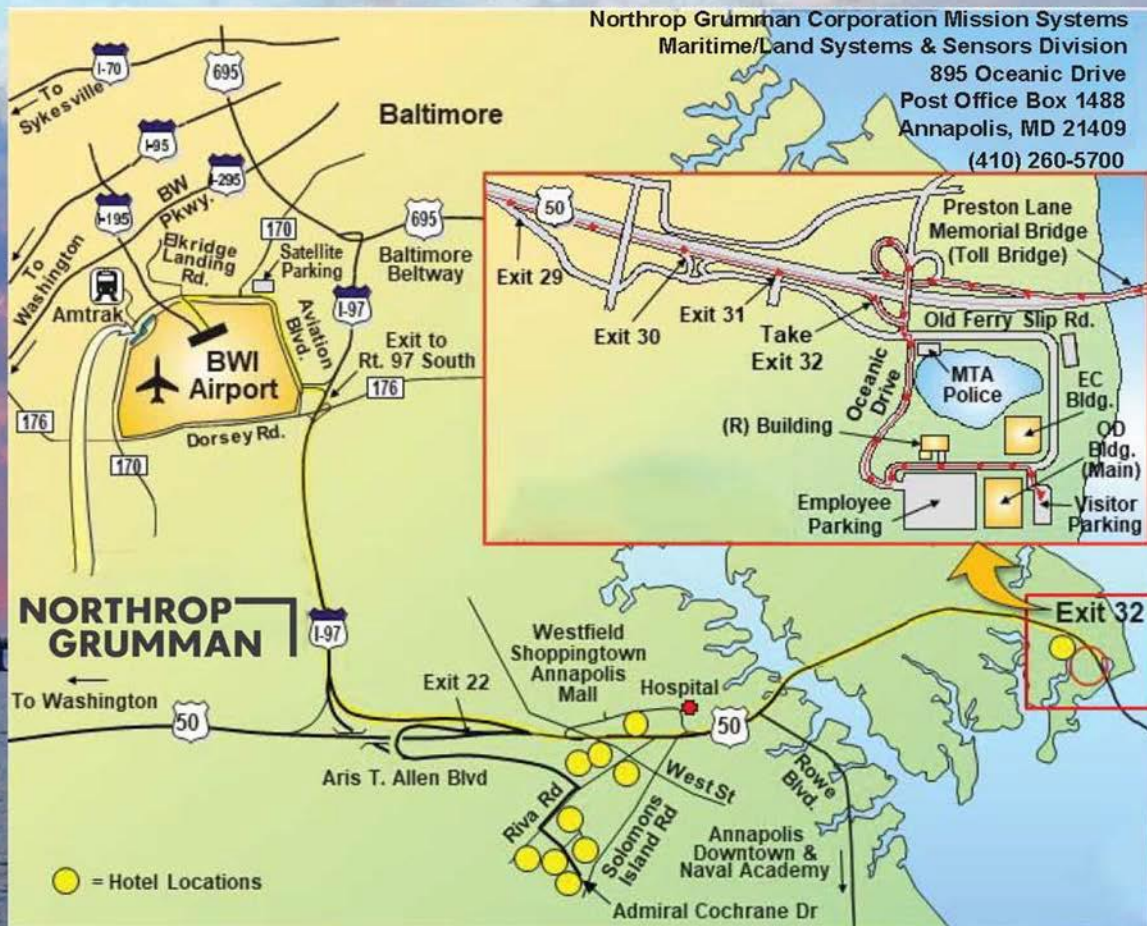 Northrop Grumman Corporation Mission Systems
Maritime/Land Systems & Sensors Division
895 Oceanic Drive
Post Office Box 1488
Annapolis, MD 21409
(410) 260-5700
I-70
695
To
Sykesville
Baltimore
I-95
I-295
BW
Pkwy.
I-195
170
695
Baltimore
Beltway
Elkridge
Landing
Rd.
Satellite
Parking
To
Washington
Amtrak
I-97
Aviation
Blvd.
Exit to
Rt. 97 South
BWI
Airport
176
176
Dorsey Rd.
170
50
Preston Lane
Memorial Bridge
(Toll Bridge)
Exit 29
Exit 30
Exit 31
Take
Exit 32
Old Ferry Slip Rd.
Oceanic
Drive
MTA
Police
EC
Bldg.
(R) Building
OD
Bldg.
(Main)
Employee
Parking
Visitor
Parking
NORTHROP
GRUMMAN
I-97
Exit 32
To Washington
50
Exit 22
Westfield
Shoppingtown
Annapolis
Mall
Hospital
50
Aris T. Allen Blvd
West St
Rowe
Blvd.
Riva Rd
Solomons
Island Rd
Annapolis
Downtown &
Naval Academy
= Hotel Locations
Admiral Cochrane Dr